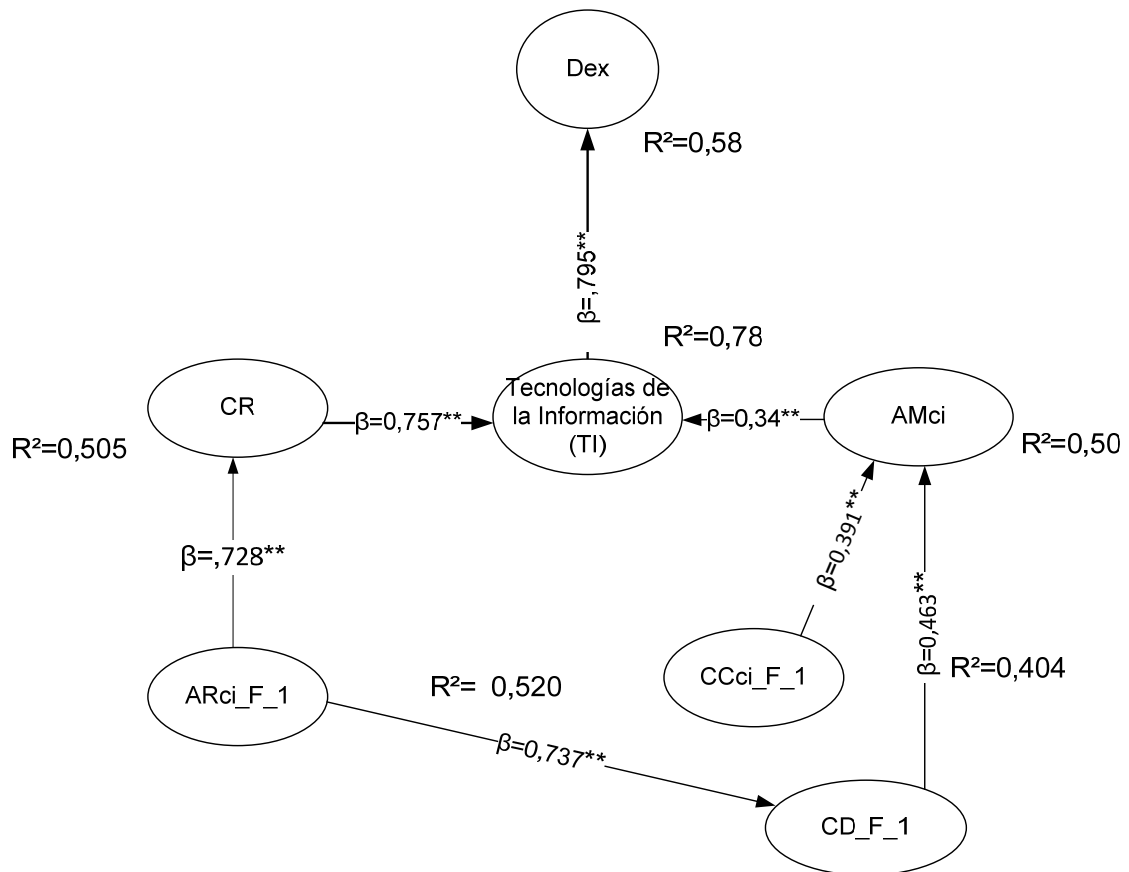 Dex
R²=0,58
β=,795**
R²=0,78
Tecnologías de
la Información
(TI)
CR
β=0,757**
β=0,34**
AMci
R²=0,505
R²=0,50
β=,728**
β=0,391**
β=0,463**
CCci_F_1
R²=0,404
ARci_F_1
R²= 0,520
β=0,737**
CD_F_1